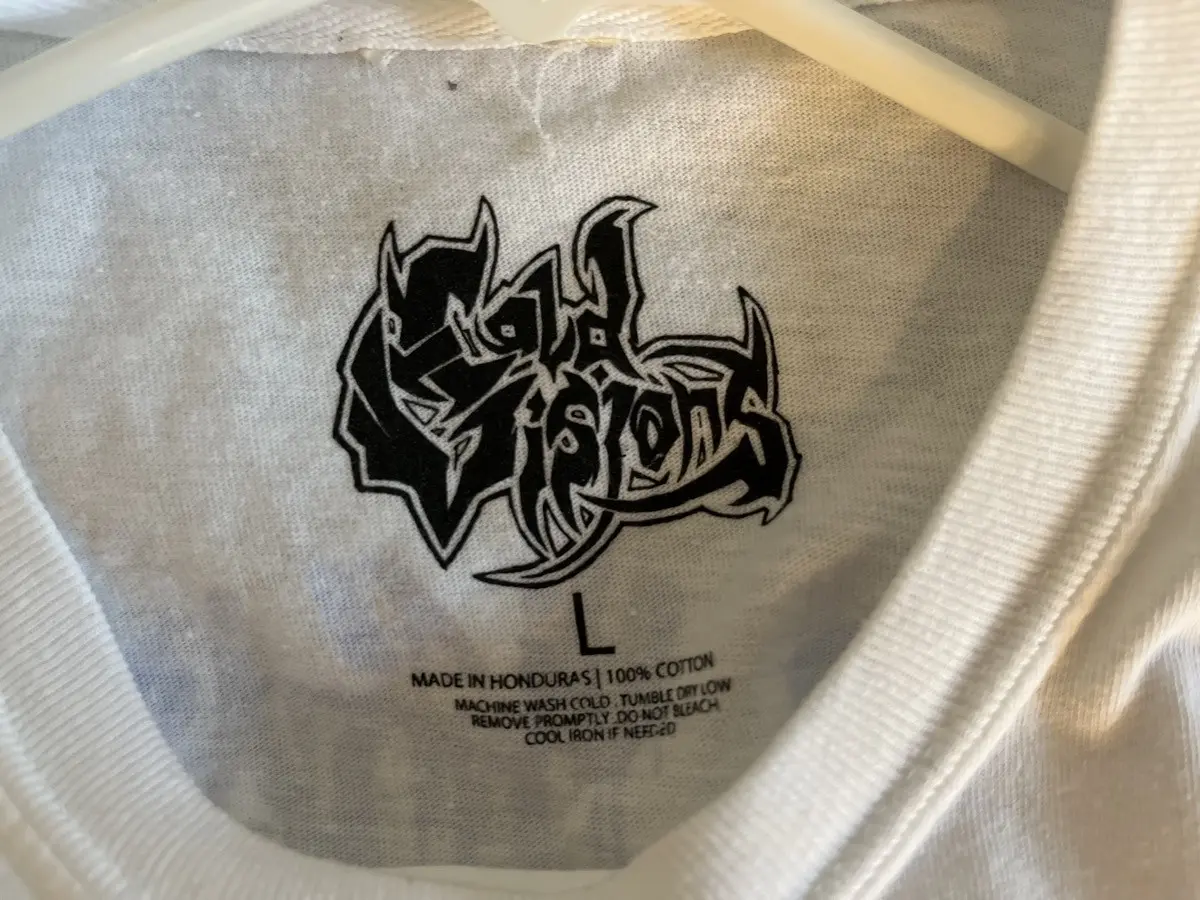 Cold
Visions
L
MADE IN HONDURAS | 100% COTTON
MACHINE WASH COLD . TUMBLE DRY LOW
REMOVE PROMPTLY .DO NOT BLEACH.
COOL IRON IF NEEDED